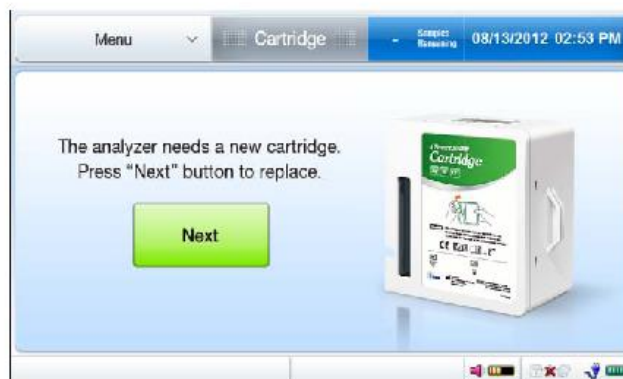 Menu
Cartridge
- Samples
Remaining
08/13/2012 02:53 PM
The analyzer needs a new cartridge.
Press “Next” button to replace.
Next
Cartridge